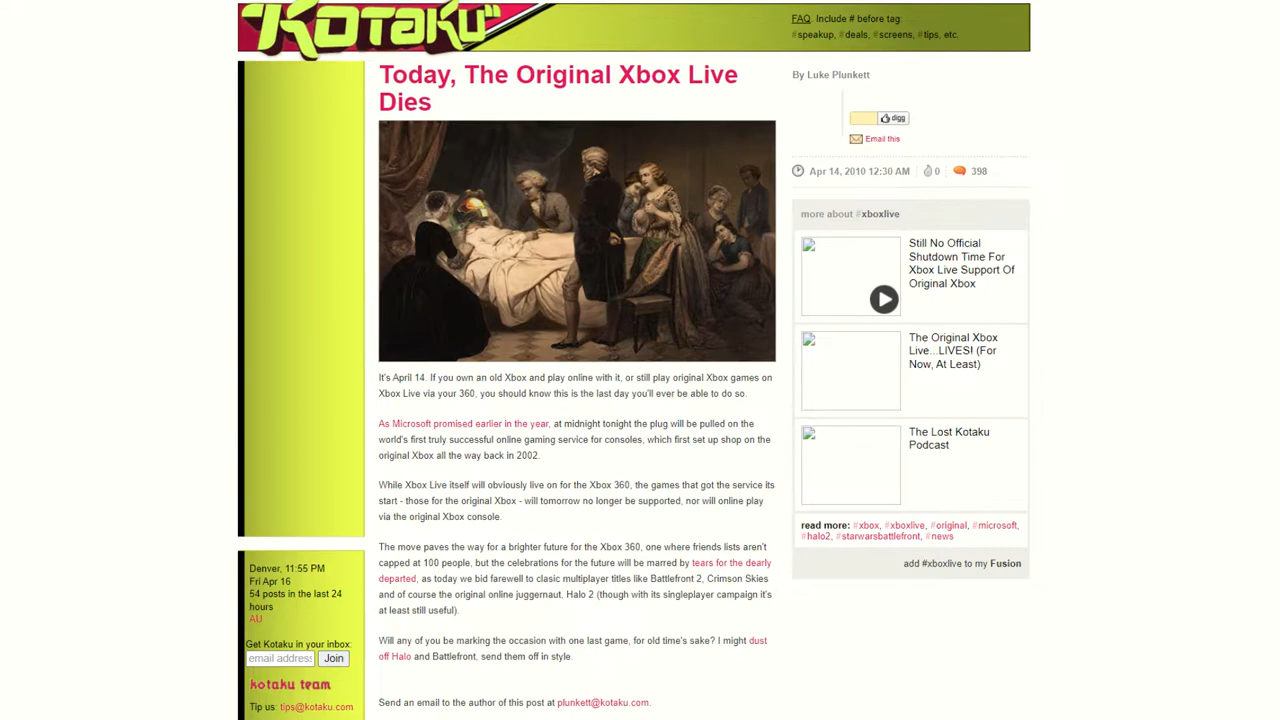 KOTAKU
FAQ. Include # before tag:
#speakup, #deals, #screens, #tips, etc.
Today, The Original Xbox Live
Dies
By Luke Plunkett
digg
Email this
Apr 14, 2010 12:30 AM
0
398
more about #xboxlive
Still No Official
Shutdown Time For
Xbox Live Support Of
Original Xbox
The Original Xbox
Live...LIVES! (For
Now, At Least)
The Lost Kotaku
Podcast
read more: #xbox, #xboxlive, #original, #microsoft,
#halo2, #starwarsbattlefront, #news
add #xboxlive to my Fusion
It's April 14. If you own an old Xbox and play online with it, or still play original Xbox games on
Xbox Live via your 360, you should know this is the last day you'll ever be able to do so.
As Microsoft promised earlier in the year, at midnight tonight the plug will be pulled on the
world's first truly successful online gaming service for consoles, which first set up shop on the
original Xbox all the way back in 2002.
While Xbox Live itself will obviously live on for the Xbox 360, the games that got the service its
start - those for the original Xbox - will tomorrow no longer be supported, nor will online play
via the original Xbox console.
The move paves the way for a brighter future for the Xbox 360, one where friends lists aren't
capped at 100 people, but the celebrations for the future will be marred by tears for the dearly
departed, as today we bid farewell to clasic multiplayer titles like Battlefront 2, Crimson Skies
and of course the original online juggernaut, Halo 2 (though with its singleplayer campaign it's
at least still useful).
Will any of you be marking the occasion with one last game, for old time's sake? I might dust
off Halo and Battlefront, send them off in style.
Send an email to the author of this post at plunkett@kotaku.com.
Denver, 11:55 PM
Fri Apr 16
54 posts in the last 24
hours
AU
Get Kotaku in your inbox:
email address
Join
kotaku team
Tip us: tips@kotaku.com